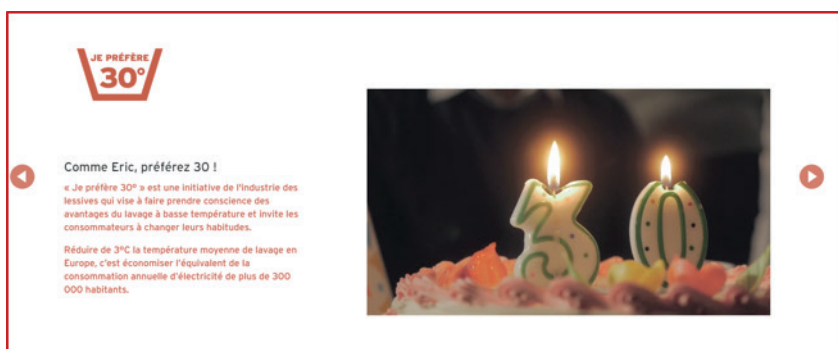 JE PRÉFÈRE
30°
Comme Eric, préférez 30 !
« Je préfère 30° » est une initiative de l'Industrie des
lessives qui vise à faire prendre conscience des
avantages du lavage à basse température et invite les
consommateurs à changer leurs habitudes.
Réduire de 3°C la température moyenne de lavage en
Europe, c'est économiser l'équivalent de la
consommation annuelle d'électricité de plus de 300
000 habitants.
30